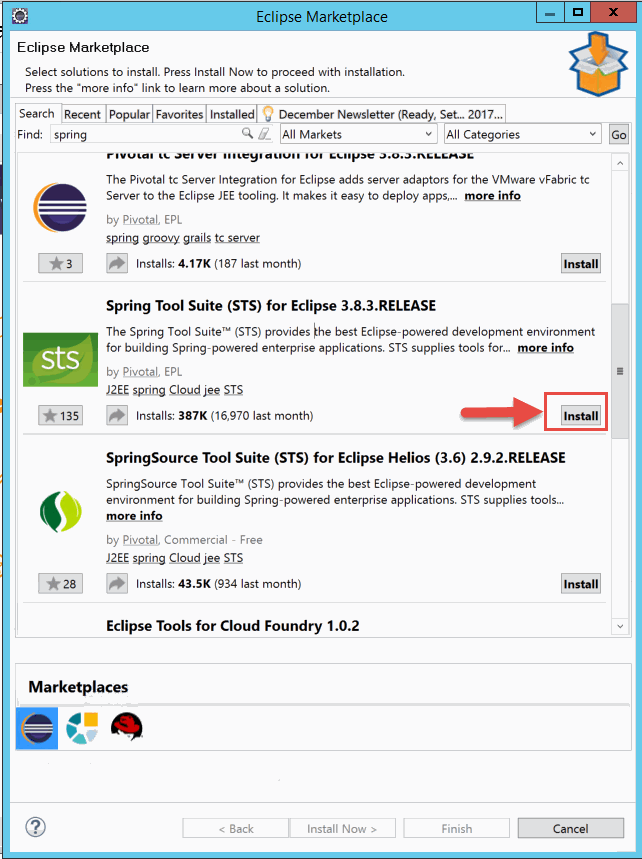 Eclipse Marketplace
Eclipse Marketplace
Select solutions to install. Press Install Now to proceed with installation.
Press the "more info" link to learn more about a solution.
Search Recent Popular Favorites Installed December Newsletter (Ready, Set... 2017...
Find: spring All Markets All Categories Go
Pivotal tc Server Integration for Eclipse 3.8.3.RELEASE
The Pivotal tc Server Integration for Eclipse adds server adaptors for the VMware vFabric tc
Server to the Eclipse JEE tooling. It makes it easy to deploy apps,... more info
by Pivotal, EPL
spring groovy grails tc server
3 Installs: 4.17K (187 last month) Install
Spring Tool Suite (STS) for Eclipse 3.8.3.RELEASE
sts
The Spring Tool Suite™ (STS) provides the best Eclipse-powered development environment
for building Spring-powered enterprise applications. STS supplies tools for... more info
by Pivotal, EPL
J2EE spring Cloud jee STS
135 Installs: 387K (16,970 last month) Install
SpringSource Tool Suite (STS) for Eclipse Helios (3.6) 2.9.2.RELEASE
SpringSource Tool Suite™ (STS) provides the best Eclipse-powered development
environment for building Spring-powered enterprise applications. STS supplies tools...
more info
by Pivotal, Commercial - Free
J2EE spring Cloud jee STS
28 Installs: 43.5K (934 last month) Install
Eclipse Tools for Cloud Foundry 1.0.2
Marketplaces
? < Back Install Now > Finish Cancel